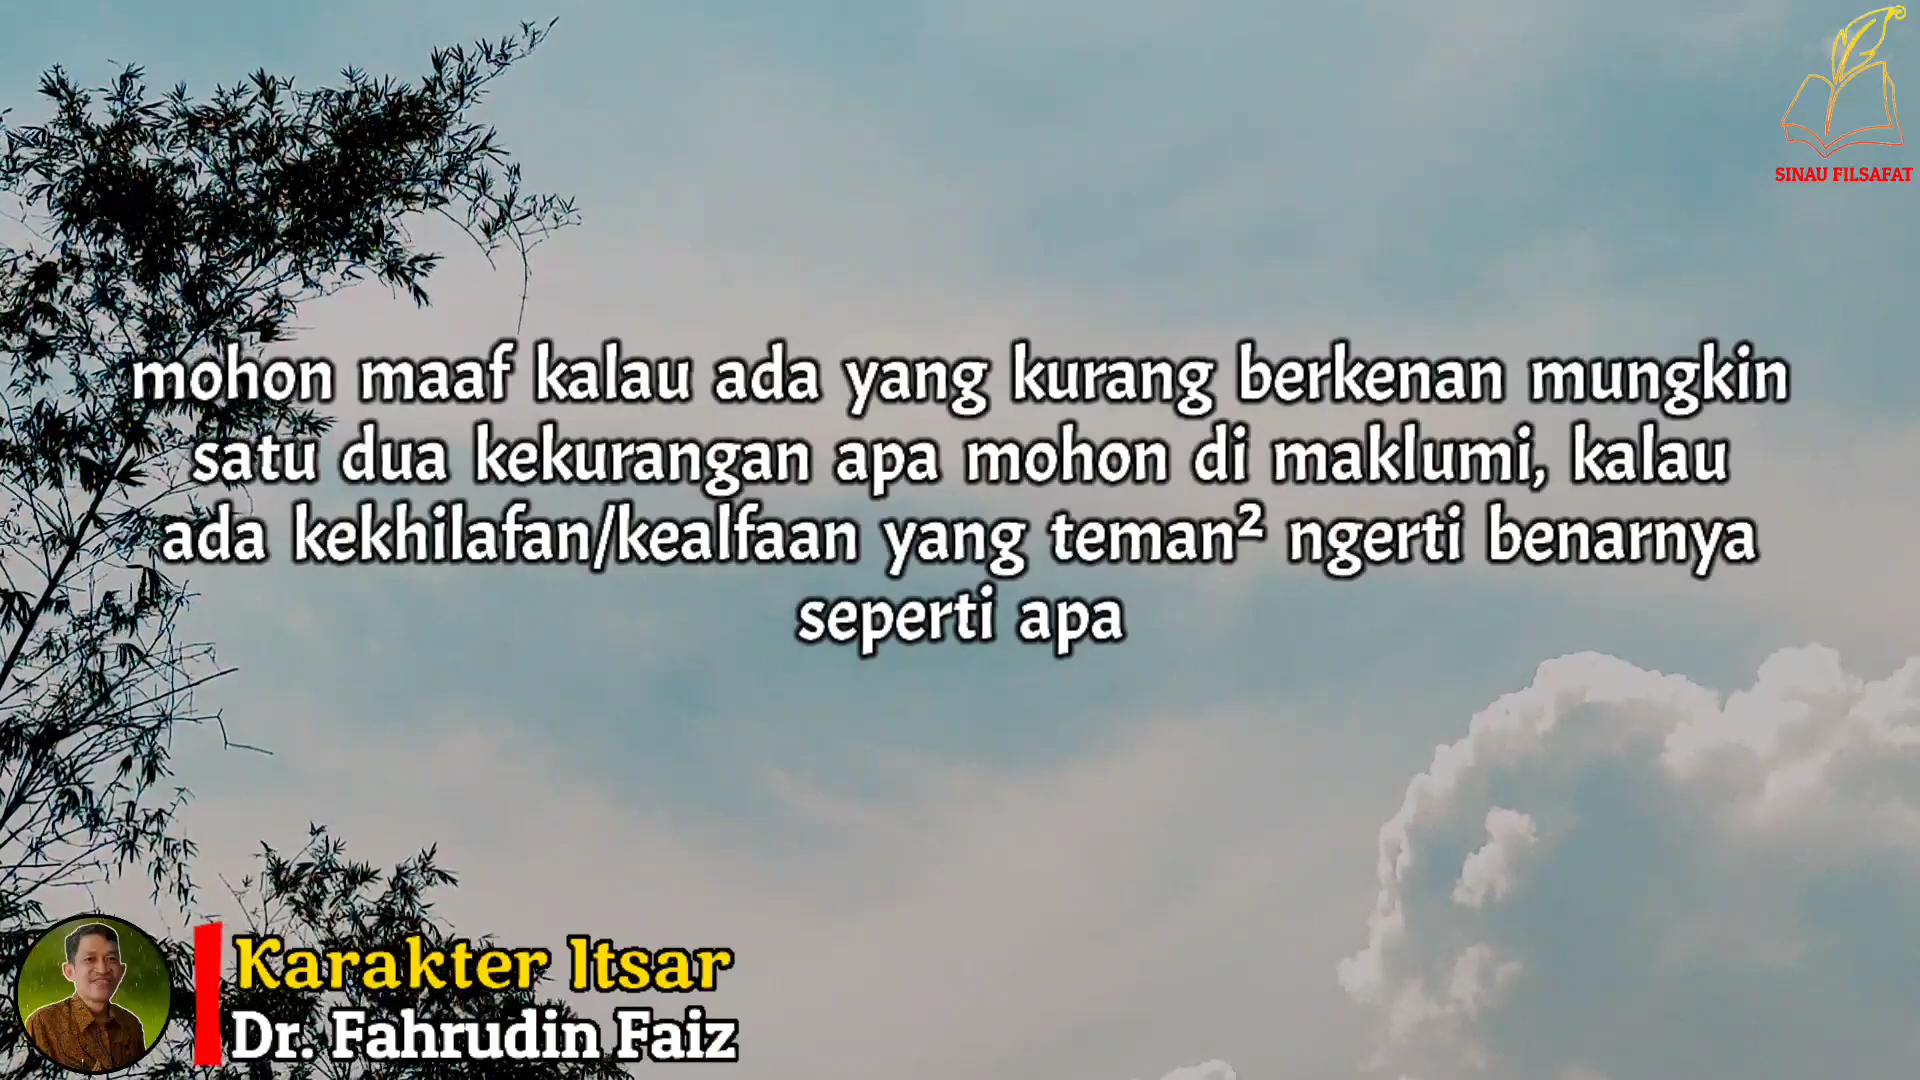 SINAU FILSAFAT
mohon maaf kalau ada yang kurang berkenan mungkin
satu dua kekurangan apa mohon di maklumi, kalau
ada kekhilafan/kealfaan yang teman² ngerti benarnya
seperti apa
Karakter Itsar
Dr. Fahrudin Faiz